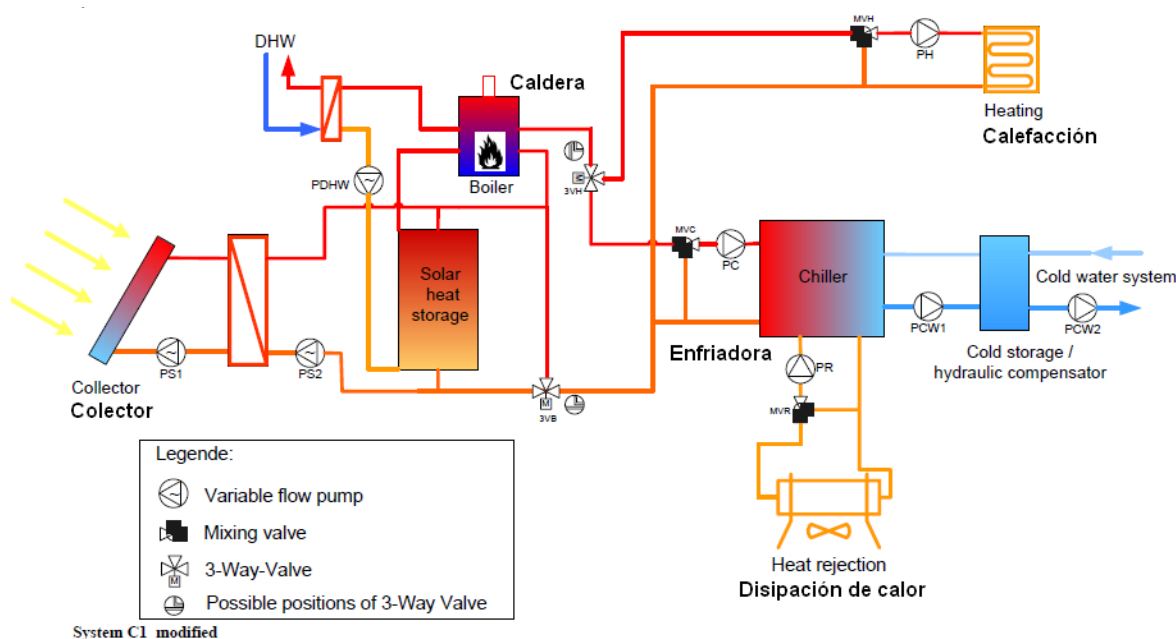 DHW
Caldera
Boiler
PDHW
3VH
MVH
PH
Heating
Calefacción
Solar
heat
storage
MVC
PC
Chiller
Enfriadora
Cold water system
PCW1
PCW2
Cold storage /
hydraulic compensator
Collector
Colector
PS1
PS2
M
3VB
PR
MVR
Heat rejection
Disipación de calor
Legende:
Variable flow pump
Mixing valve
M
3-Way-Valve
Possible positions of 3-Way Valve
System C1 modified